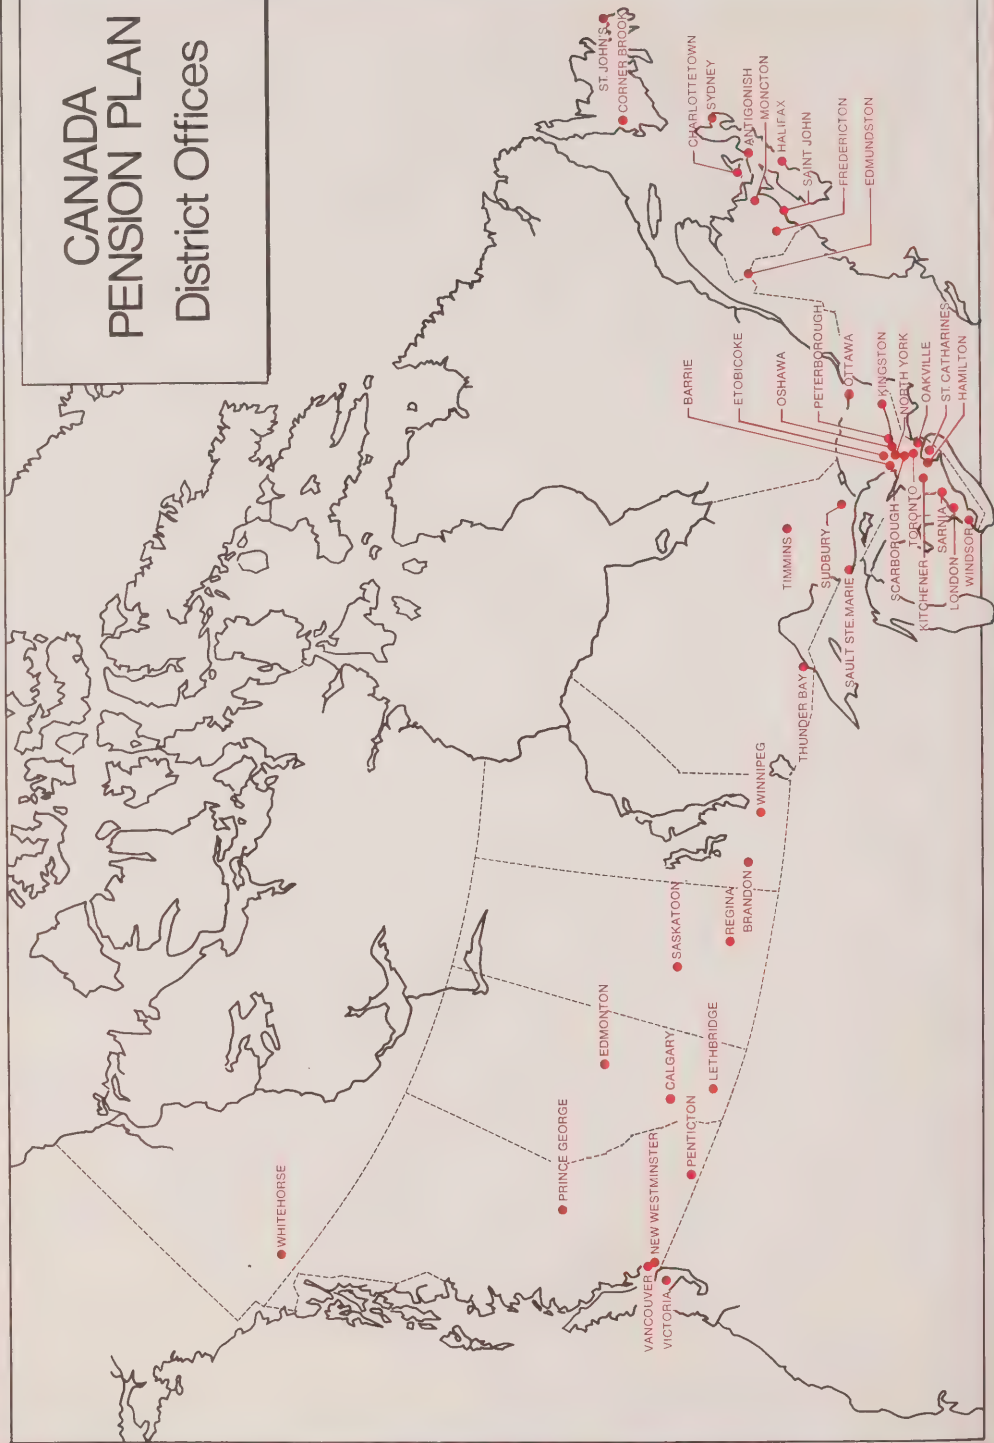 CANADA
PENSION PLAN
District Offices
WHITEHORSE
PRINCE GEORGE
VANCOUVER
NEW WESTMINSTER
VICTORIA
PENTICTON
EDMONTON
CALGARY
LETHBRIDGE
SASKATOON
REGINA
BRANDON
WINNIPEG
THUNDER BAY
TIMMINS
SUDBURY
SAULT STE. MARIE
SCARBOROUGH
TORONTO
KITCHENER
SARNIA
LONDON
WINDSOR
BARRIE
ETOBICOKE
OSHAWA
PETERBOROUGH
OTTAWA
KINGSTON
NORTH YORK
OAKVILLE
ST. CATHARINES
HAMILTON
ST. JOHN'S
CORNER BROOK
CHARLOTTETOWN
SYDNEY
ANTIGONISH
MONCTON
HALIFAX
SAINT JOHN
FREDERICTON
EDMUNDSTON